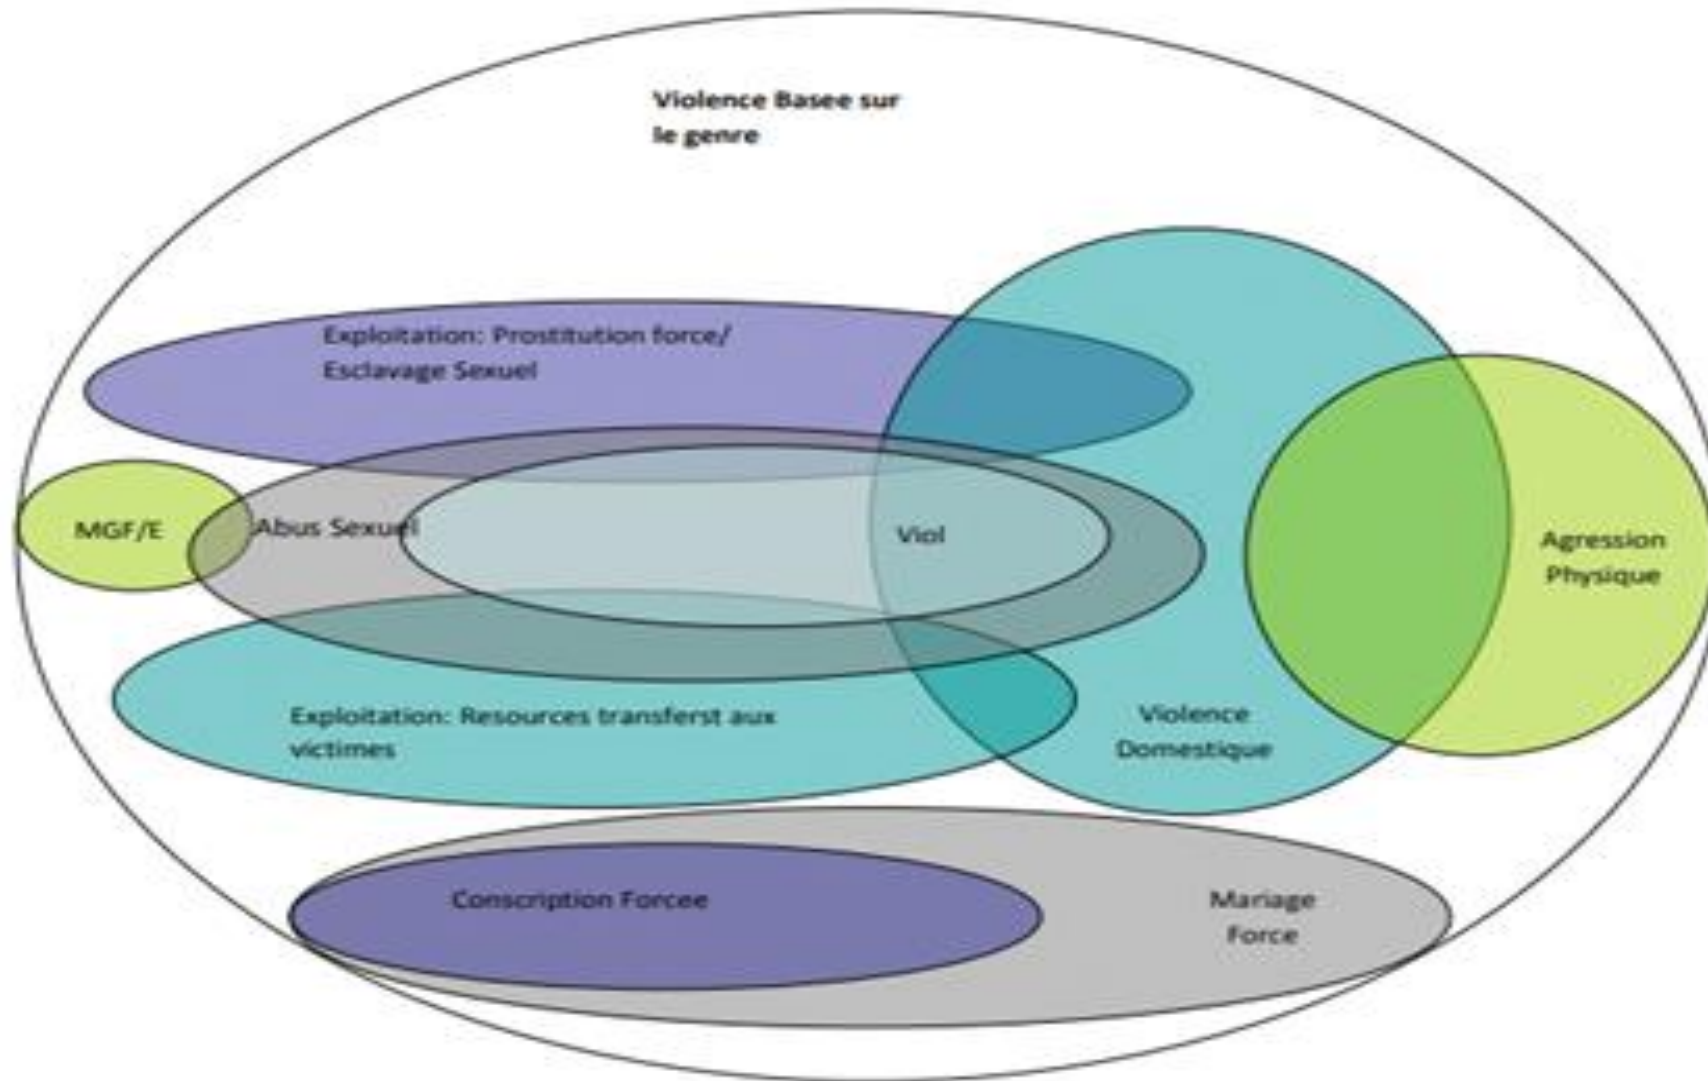 Violence Basee sur
le genre
Exploitation: Prostitution force/
Esclavage Sexuel
MGF/E
Abus Sexuel
Viol
Agression
Physique
Exploitation: Resources transferst aux
victimes
Violence
Domestique
Conscription Forcee
Mariage
Force